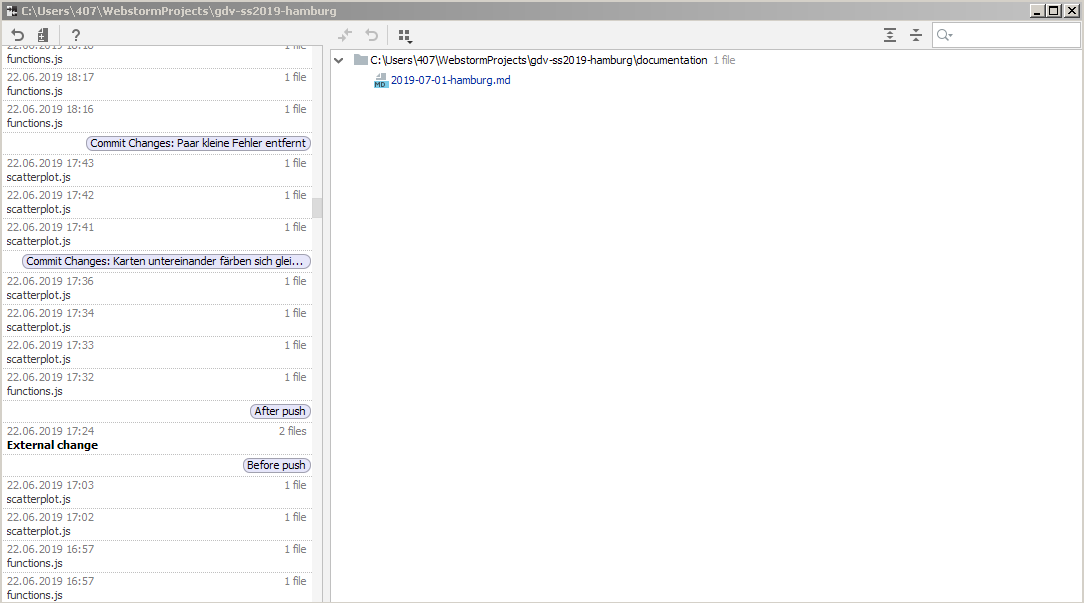 C:\Users\407\WebstormProjects\gdv-ss2019-hamburg
?
22.06.2019 18:18 1 file
functions.js
22.06.2019 18:17 1 file
functions.js
22.06.2019 18:16 1 file
functions.js
Commit Changes: Paar kleine Fehler entfernt
22.06.2019 17:43 1 file
scatterplot.js
22.06.2019 17:42 1 file
scatterplot.js
22.06.2019 17:41 1 file
scatterplot.js
Commit Changes: Karten untereinander färben sich glei...
22.06.2019 17:36 1 file
scatterplot.js
22.06.2019 17:34 1 file
scatterplot.js
22.06.2019 17:33 1 file
scatterplot.js
22.06.2019 17:32 1 file
functions.js
After push
22.06.2019 17:24 2 files
External change
Before push
22.06.2019 17:03 1 file
scatterplot.js
22.06.2019 17:02 1 file
scatterplot.js
22.06.2019 16:57 1 file
functions.js
22.06.2019 16:57 1 file
functions.js
C:\Users\407\WebstormProjects\gdv-ss2019-hamburg\documentation 1 file
MD 2019-07-01-hamburg.md